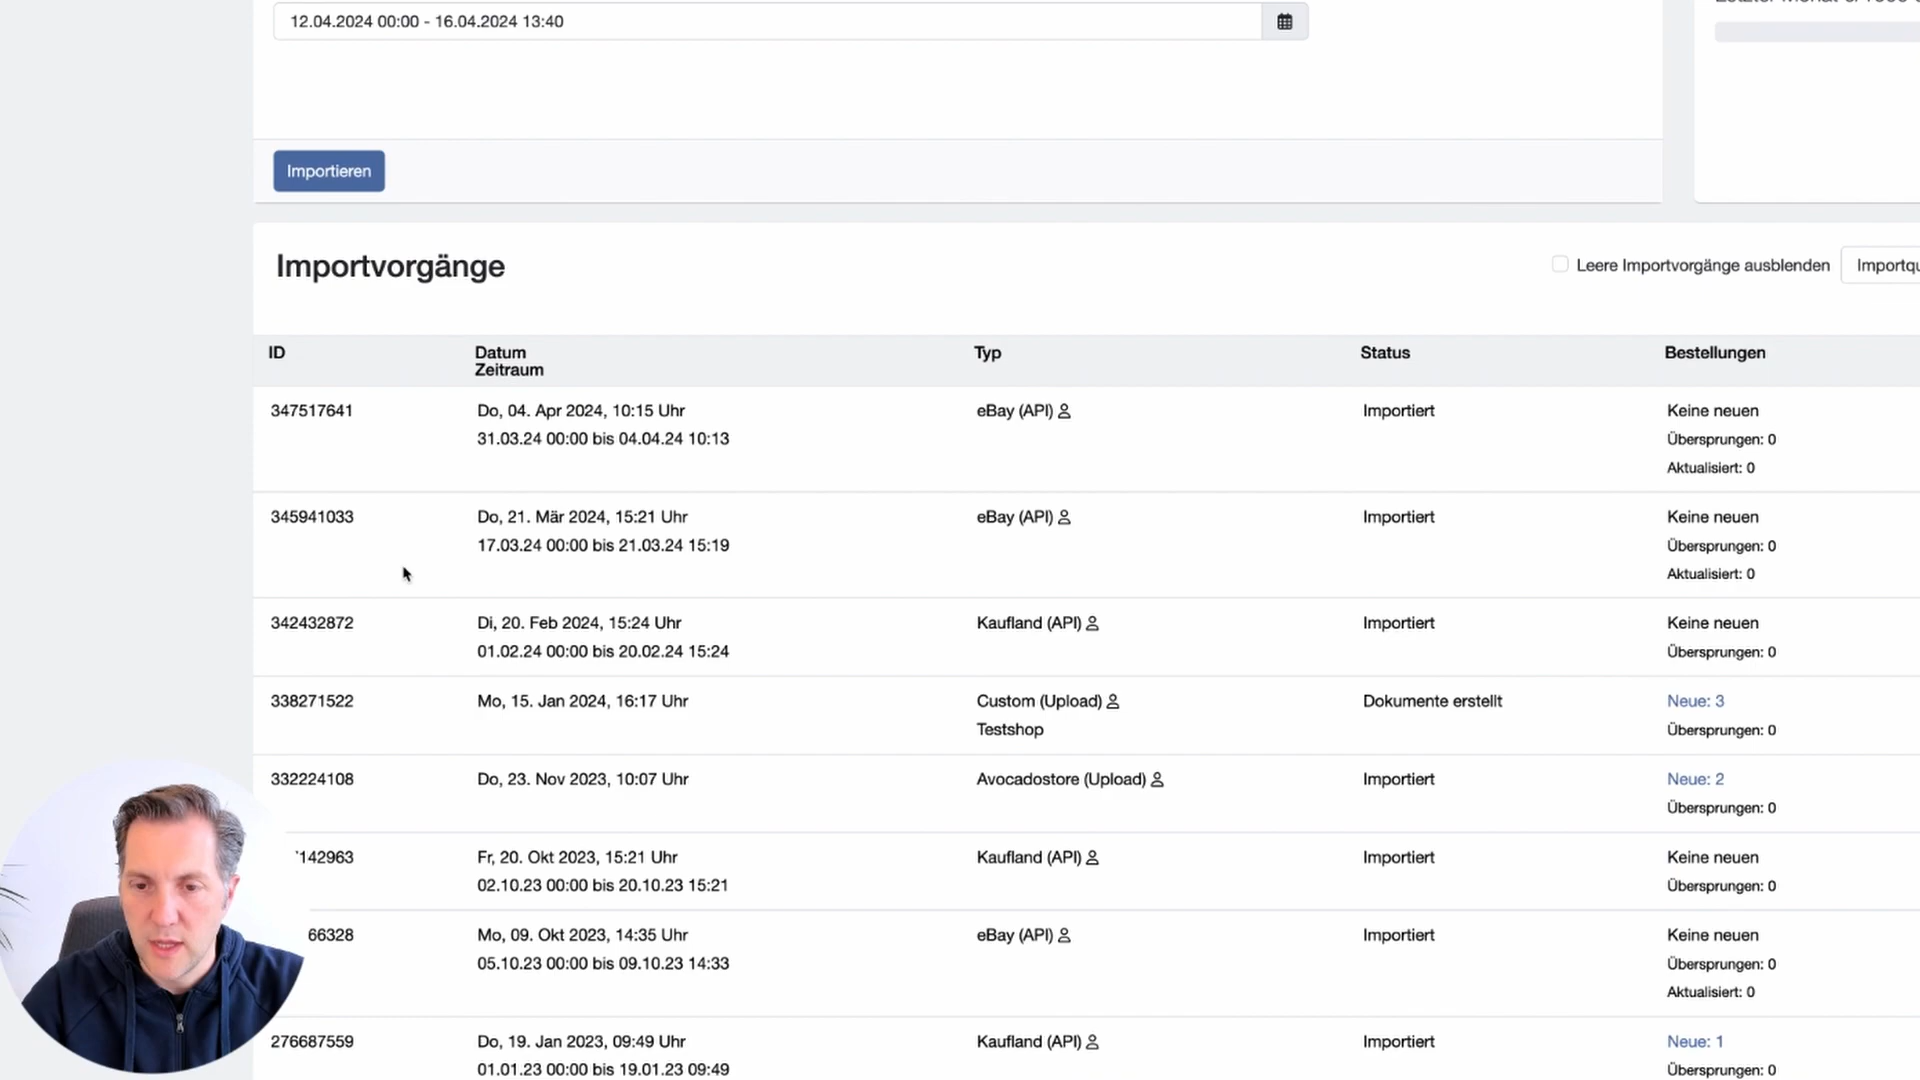 12.04.2024 00:00 - 16.04.2024 13:40
Importieren
Importvorgänge
Leere Importvorgänge ausblenden
ID
Datum
Zeitraum
Typ
Status
Bestellungen
347517641
Do, 04. Apr 2024, 10:15 Uhr
31.03.24 00:00 bis 04.04.24 10:13
eBay (API)
Importiert
Keine neuen
Übersprungen: 0
Aktualisiert: 0
345941033
Do, 21. Mär 2024, 15:21 Uhr
17.03.24 00:00 bis 21.03.24 15:19
eBay (API)
Importiert
Keine neuen
Übersprungen: 0
Aktualisiert: 0
342432872
Di, 20. Feb 2024, 15:24 Uhr
01.02.24 00:00 bis 20.02.24 15:24
Kaufland (API)
Importiert
Keine neuen
Übersprungen: 0
338271522
Mo, 15. Jan 2024, 16:17 Uhr
Custom (Upload)
Testshop
Dokumente erstellt
Neue: 3
Übersprungen: 0
332224108
Do, 23. Nov 2023, 10:07 Uhr
Avocadostore (Upload)
Importiert
Neue: 2
Übersprungen: 0
142963
Fr, 20. Okt 2023, 15:21 Uhr
02.10.23 00:00 bis 20.10.23 15:21
Kaufland (API)
Importiert
Keine neuen
Übersprungen: 0
66328
Mo, 09. Okt 2023, 14:35 Uhr
05.10.23 00:00 bis 09.10.23 14:33
eBay (API)
Importiert
Keine neuen
Übersprungen: 0
Aktualisiert: 0
276687559
Do, 19. Jan 2023, 09:49 Uhr
01.01.23 00:00 bis 19.01.23 09:49
Kaufland (API)
Importiert
Neue: 1
Übersprungen: 0